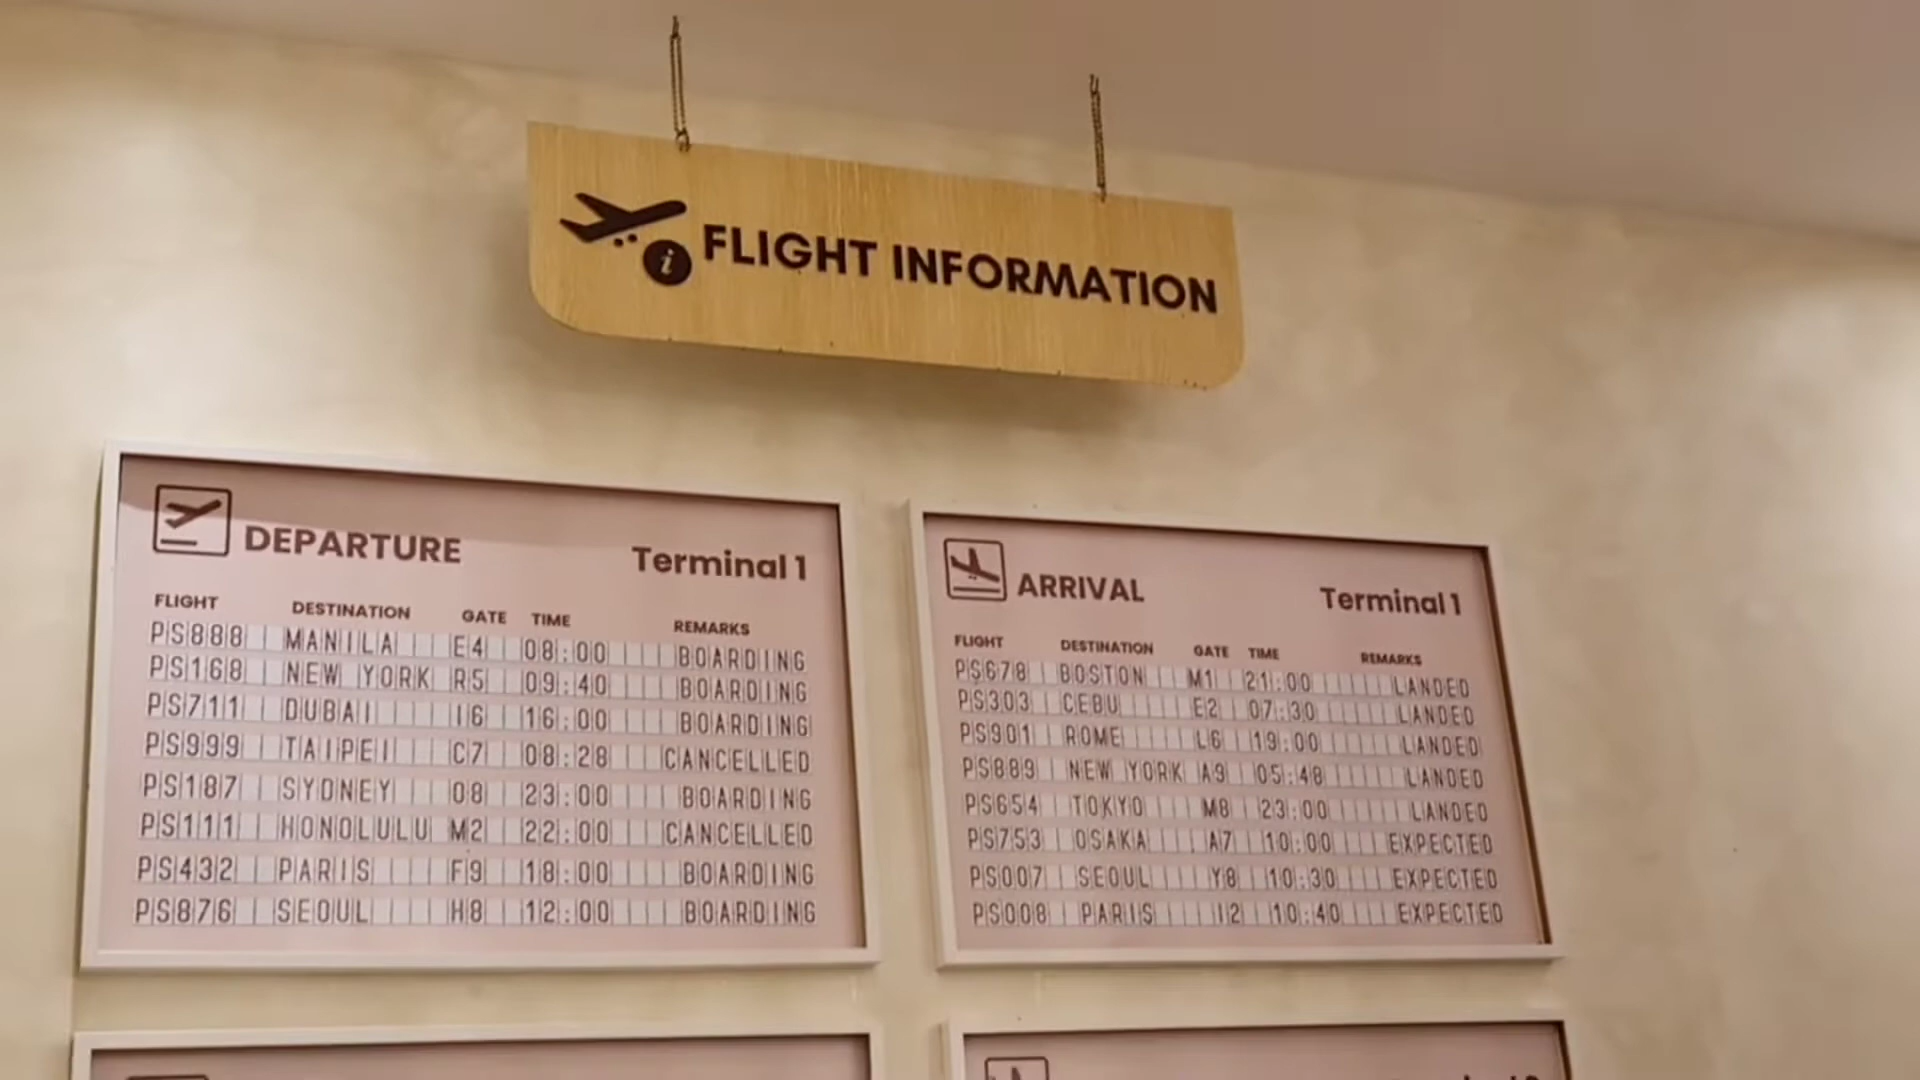 i FLIGHT INFORMATION
DEPARTURE Terminal 1
FLIGHT DESTINATION GATE TIME REMARKS
PS888 MANILA E4 08:00 BOARDING
PS168 NEW YORK R5 09:40 BOARDING
PS711 DUBAI I6 16:00 BOARDING
PS999 TAIPEI C7 08:28 CANCELLED
PS187 SYDNEY O8 23:00 BOARDING
PS111 HONOLULU M2 22:00 CANCELLED
PS432 PARIS F9 18:00 BOARDING
PS876 SEOUL H8 12:00 BOARDING
ARRIVAL Terminal 1
FLIGHT DESTINATION GATE TIME REMARKS
PS678 BOSTON M1 21:00 LANDED
PS303 CEBU E2 07:30 LANDED
PS901 ROME L6 19:00 LANDED
PS889 NEW YORK A9 05:48 LANDED
PS654 TOKYO M8 23:00 LANDED
PS753 OSAKA A7 10:00 EXPECTED
PS007 SEOUL Y8 10:30 EXPECTED
PS008 PARIS I2 10:40 EXPECTED